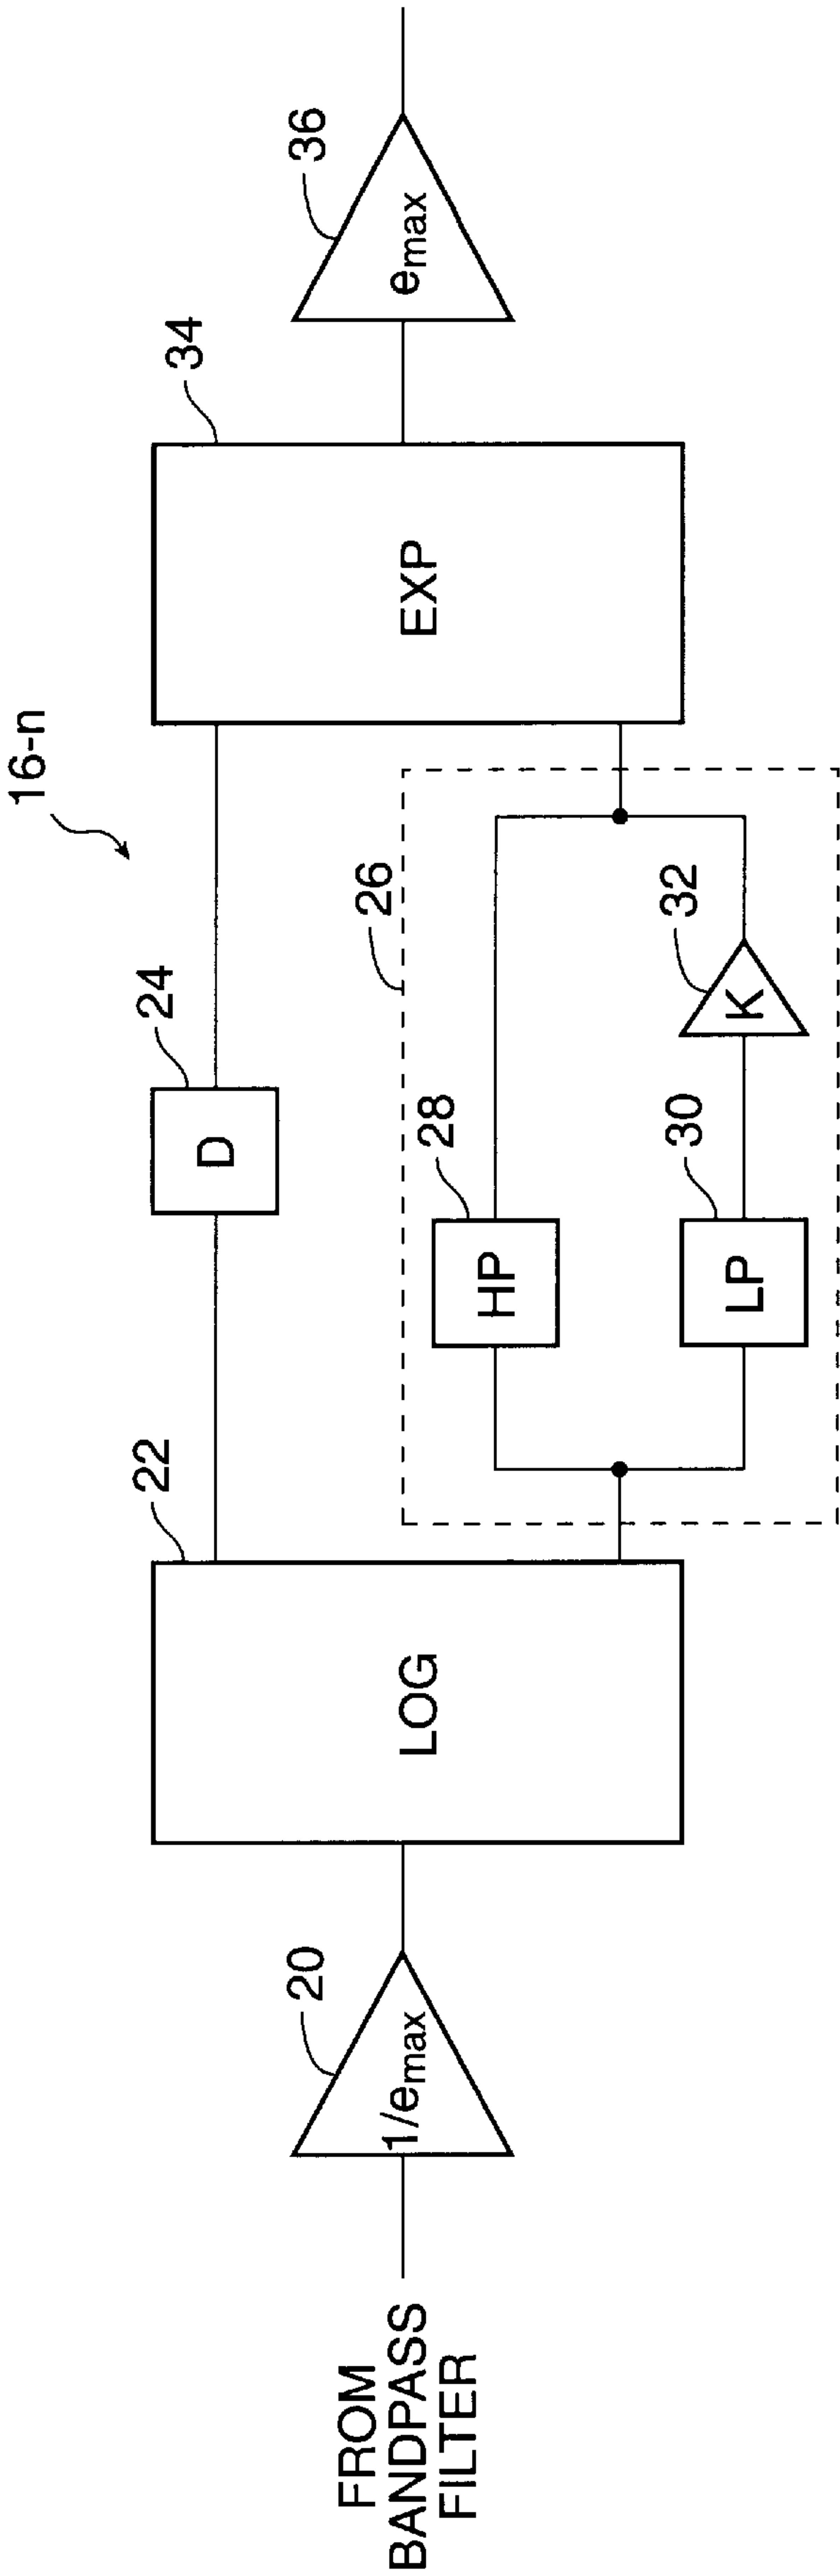 16-n
FROM
BANDPASS
FILTER
20
1/emax
22
LOG
24
D
26
28
HP
30
LP
32
K
34
EXP
36
emax